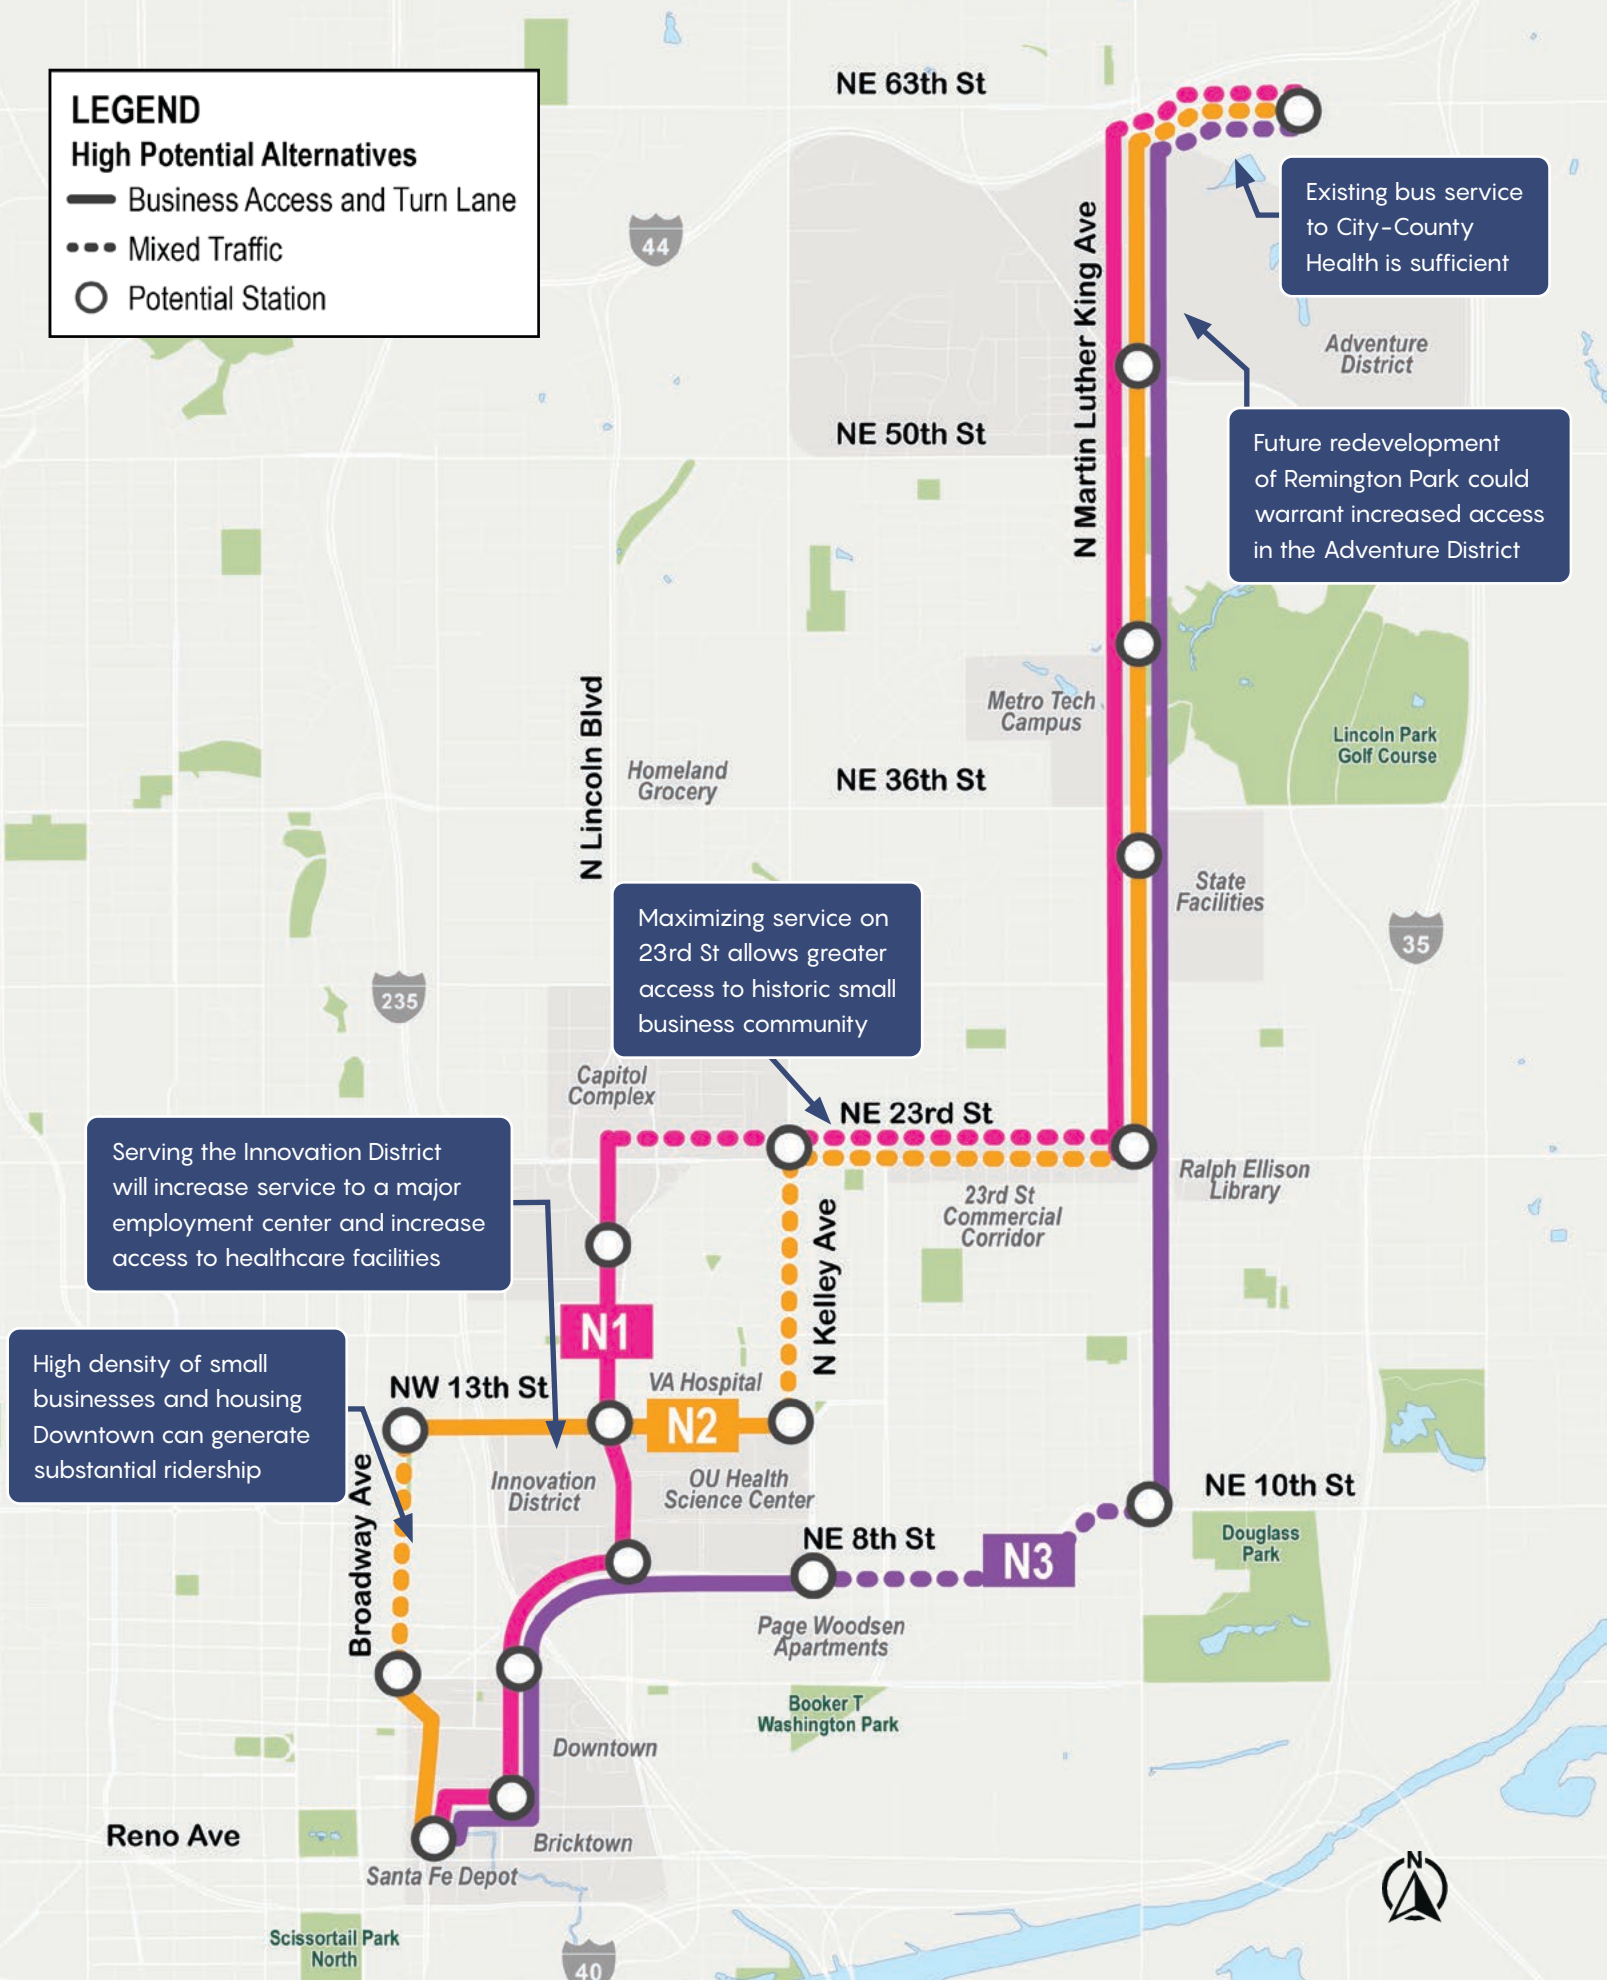 LEGEND
High Potential Alternatives
Business Access and Turn Lane
Mixed Traffic
Potential Station
NE 63th St
44
Existing bus service
to City-County
Health is sufficient
N Martin Luther King Ave
Adventure
District
NE 50th St
Future redevelopment
of Remington Park could
warrant increased access
in the Adventure District
N Lincoln Blvd
Metro Tech
Campus
Lincoln Park
Golf Course
Homeland
Grocery
NE 36th St
State
Facilities
35
Maximizing service on
23rd St allows greater
access to historic small
business community
235
Capitol
Complex
NE 23rd St
Serving the Innovation District
will increase service to a major
employment center and increase
access to healthcare facilities
Ralph Ellison
Library
23rd St
Commercial
Corridor
N Kelley Ave
N1
High density of small
businesses and housing
Downtown can generate
substantial ridership
NW 13th St
VA Hospital
N2
Broadway Ave
Innovation
District
OU Health
Science Center
NE 10th St
NE 8th St
N3
Douglass
Park
Page Woodsen
Apartments
Booker T
Washington Park
Downtown
Reno Ave
Bricktown
Santa Fe Depot
N
Scissortail Park
North
40